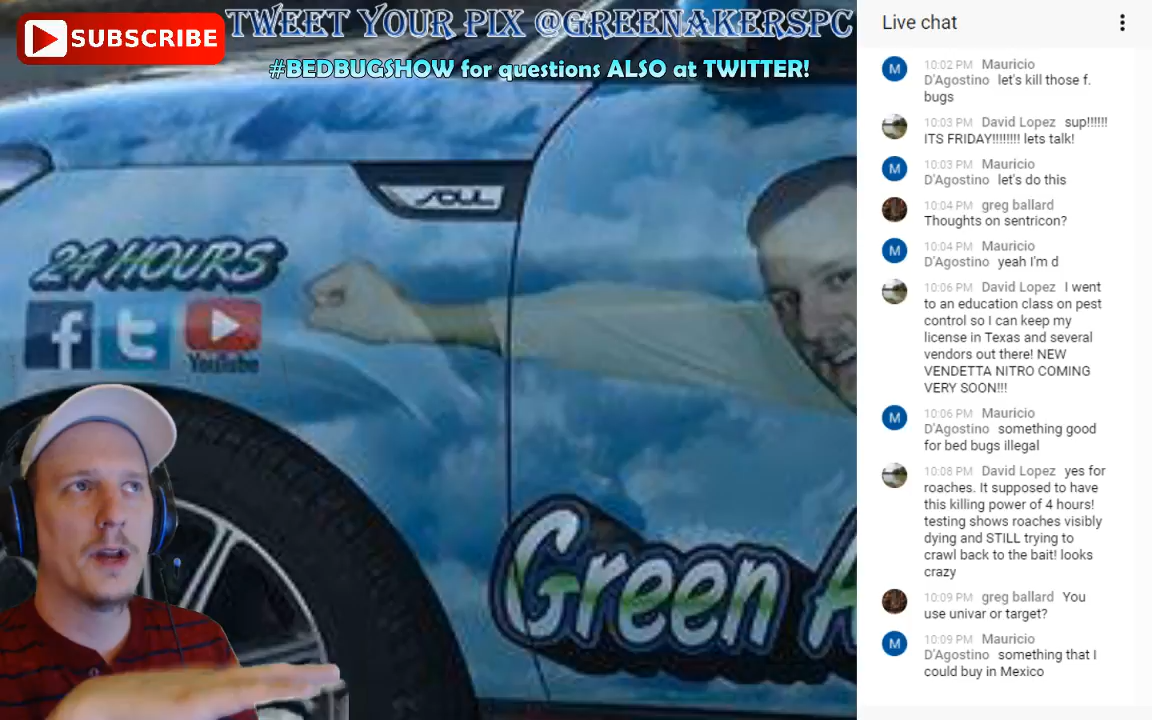 SUBSCRIBE
TWEET YOUR PIX @GREENAKERSPC
#BEDBUGSHOW for questions ALSO at TWITTER!
SOUL
24 HOURS
f t YouTube
Green A
Live chat
M 10:02 PM Mauricio
D'Agostino let's kill those f.
bugs
10:03 PM David Lopez sup!!!!!!
ITS FRIDAY!!!!!!!! lets talk!
M 10:03 PM Mauricio
D'Agostino let's do this
10:04 PM greg ballard
Thoughts on sentricon?
M 10:04 PM Mauricio
D'Agostino yeah I'm d
10:06 PM David Lopez I went
to an education class on pest
control so I can keep my
license in Texas and several
vendors out there! NEW
VENDETTA NITRO COMING
VERY SOON!!!
M 10:06 PM Mauricio
D'Agostino something good
for bed bugs illegal
10:08 PM David Lopez yes for
roaches. It supposed to have
this killing power of 4 hours!
testing shows roaches visibly
dying and STILL trying to
crawl back to the bait! looks
crazy
10:09 PM greg ballard You
use univar or target?
M 10:09 PM Mauricio
D'Agostino something that I
could buy in Mexico